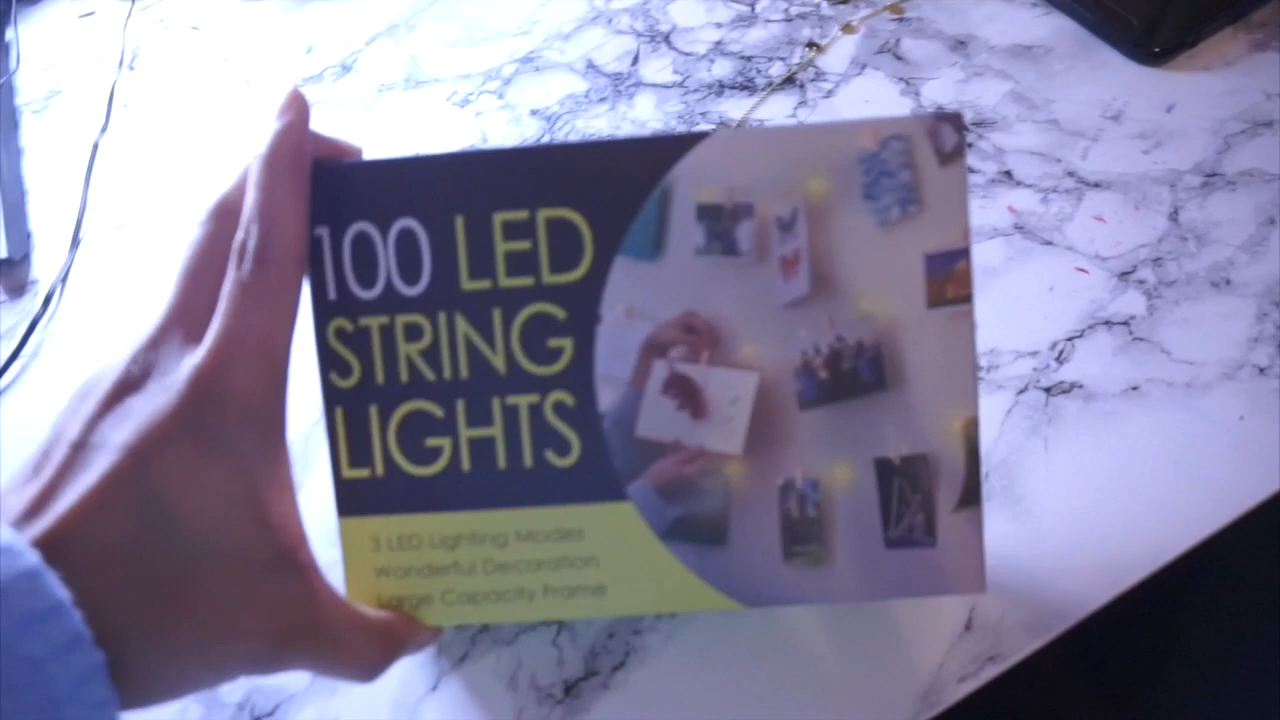 100 LED
STRING
LIGHTS
3 LED Lighting Modes
Wonderful Decoration
Large Capacity Frame